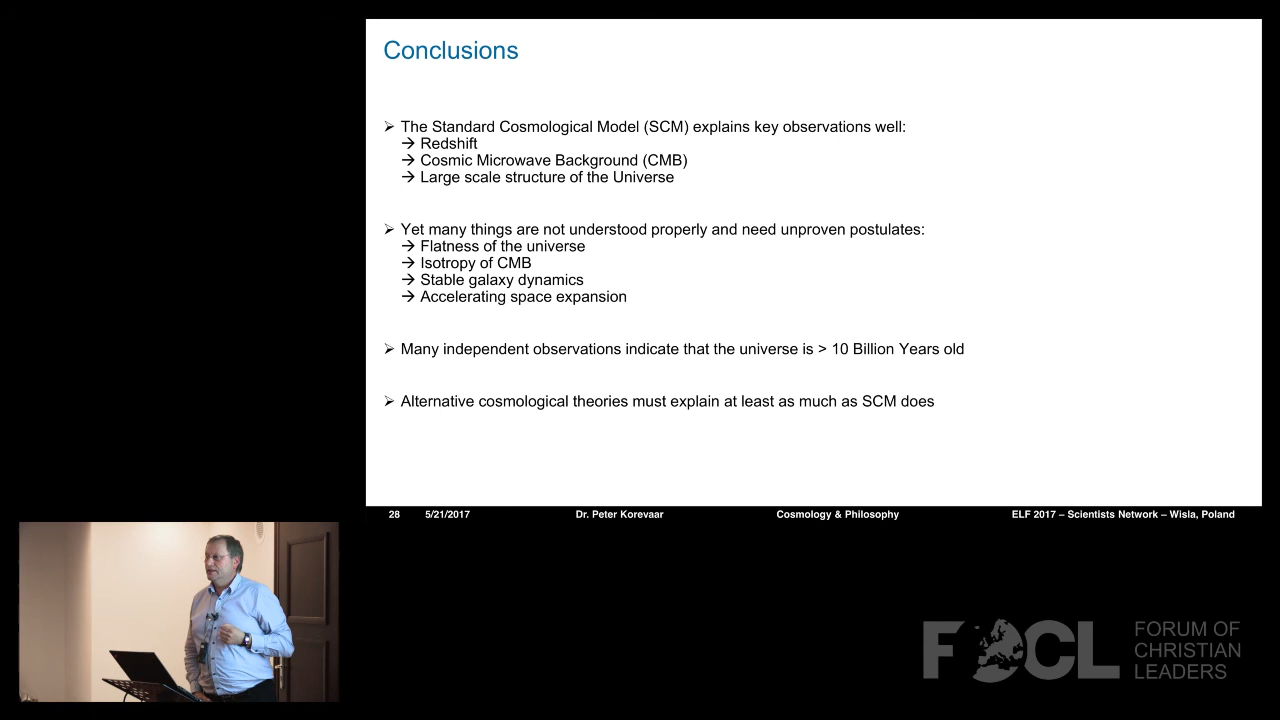 Conclusions
➢ The Standard Cosmological Model (SCM) explains key observations well:
→ Redshift
→ Cosmic Microwave Background (CMB)
→ Large scale structure of the Universe
➢ Yet many things are not understood properly and need unproven postulates:
→ Flatness of the universe
→ Isotropy of CMB
→ Stable galaxy dynamics
→ Accelerating space expansion
➢ Many independent observations indicate that the universe is > 10 Billion Years old
➢ Alternative cosmological theories must explain at least as much as SCM does
28 5/21/2017 Dr. Peter Korevaar Cosmology & Philosophy ELF 2017 – Scientists Network – Wisla, Poland
FOCL
FORUM OF
CHRISTIAN
LEADERS